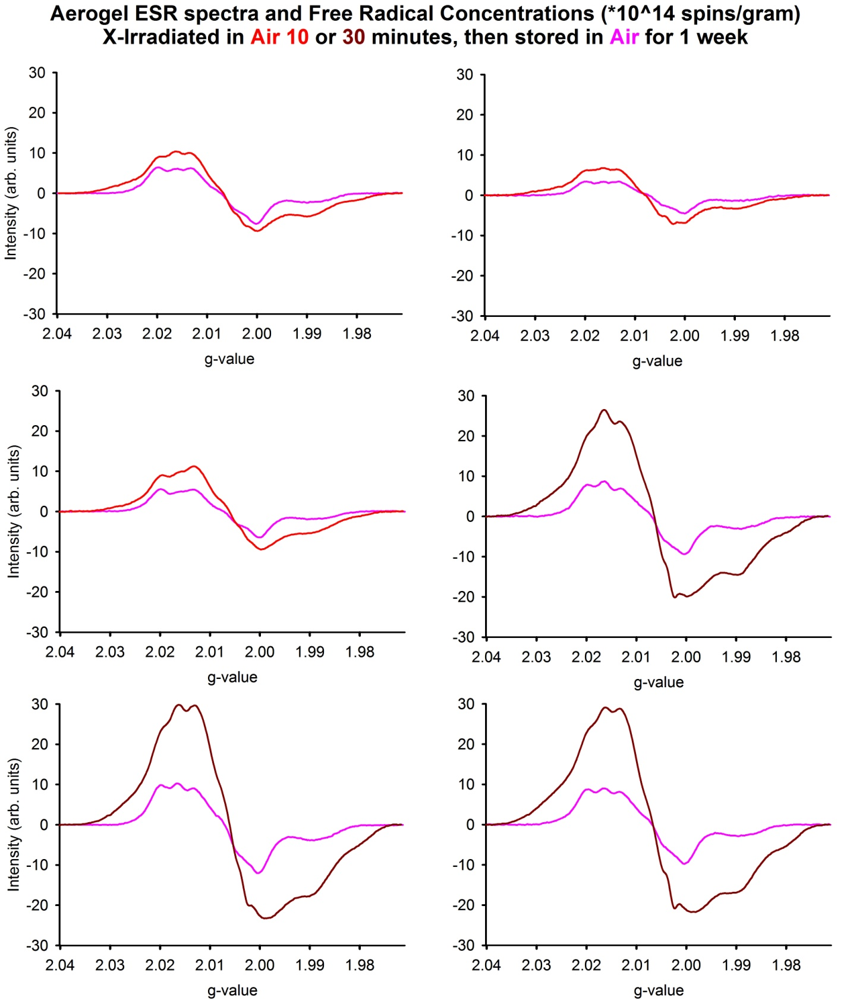 Aerogel ESR spectra and Free Radical Concentrations (*10^14 spins/gram)
X-Irradiated in Air 10 or 30 minutes, then stored in Air for 1 week
30
20
10
0
-10
-20
-30
Intensity (arb. units)
2.04 2.03 2.02 2.01 2.00 1.99 1.98
g-value
30
20
10
0
-10
-20
-30
2.04 2.03 2.02 2.01 2.00 1.99 1.98
g-value
30
20
10
0
-10
-20
-30
Intensity (arb. units)
2.04 2.03 2.02 2.01 2.00 1.99 1.98
g-value
30
20
10
0
-10
-20
-30
2.04 2.03 2.02 2.01 2.00 1.99 1.98
g-value
30
20
10
0
-10
-20
-30
Intensity (arb. units)
2.04 2.03 2.02 2.01 2.00 1.99 1.98
g-value
30
20
10
0
-10
-20
-30
2.04 2.03 2.02 2.01 2.00 1.99 1.98
g-value